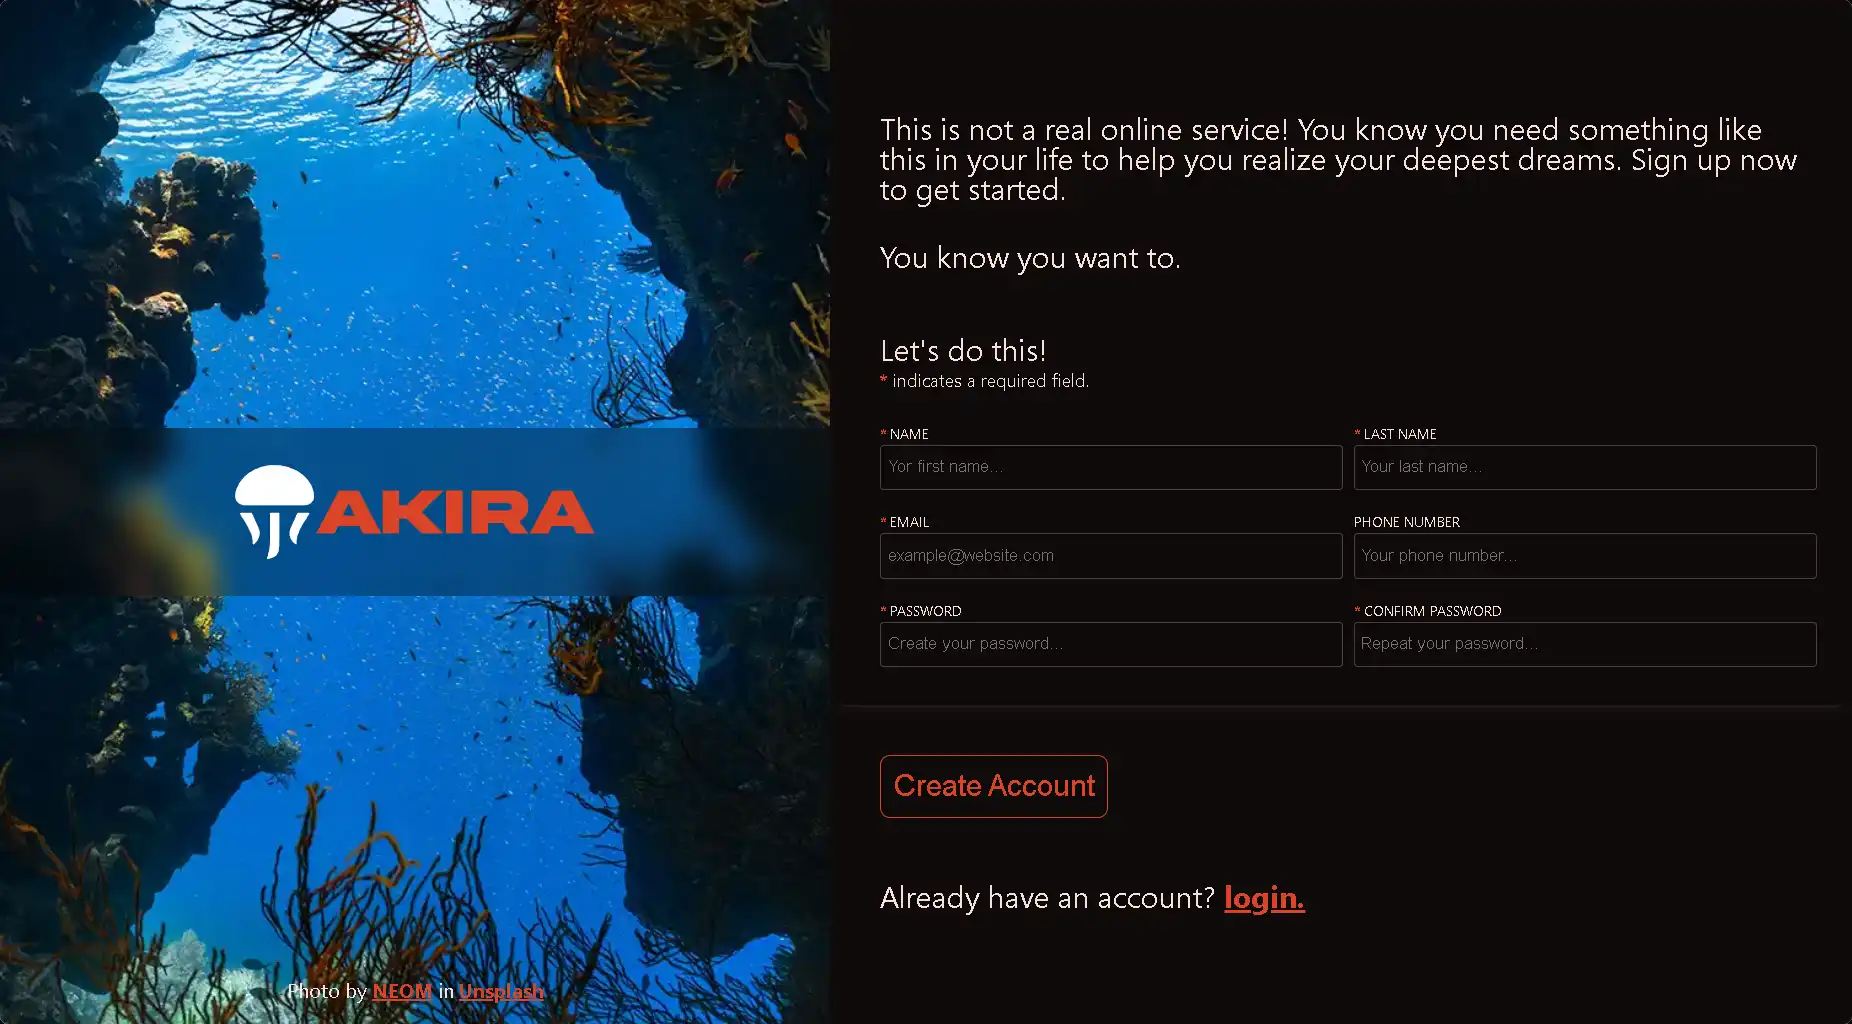 AKIRA
Photo by NEOM in Unsplash
This is not a real online service! You know you need something like
this in your life to help you realize your deepest dreams. Sign up now
to get started.
You know you want to.
Let's do this!
* indicates a required field.
* NAME
* LAST NAME
Yor first name...
Your last name...
* EMAIL
PHONE NUMBER
example@website.com
Your phone number...
* PASSWORD
* CONFIRM PASSWORD
Create your password...
Repeat your password...
Create Account
Already have an account? login.